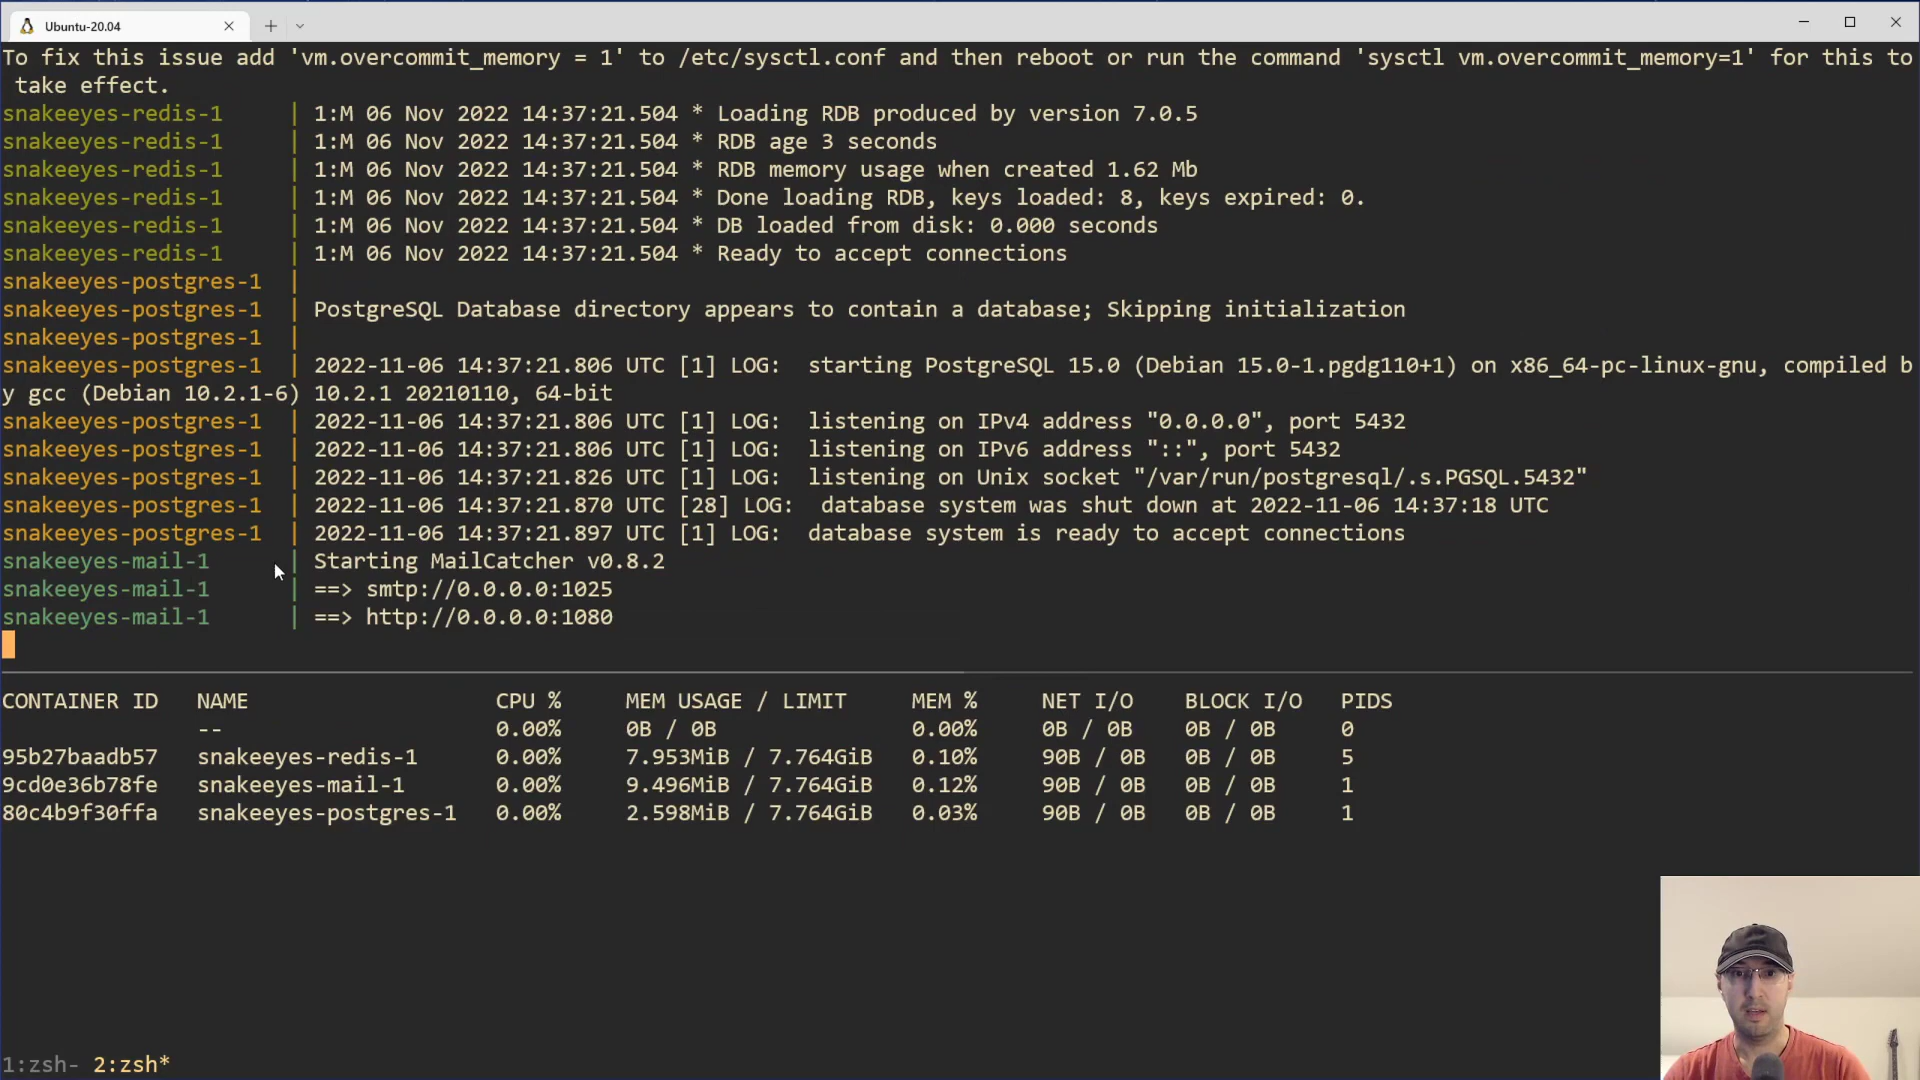 Ubuntu-20.04
To fix this issue add 'vm.overcommit_memory = 1' to /etc/sysctl.conf and then reboot or run the command 'sysctl vm.overcommit_memory=1' for this to
take effect.
snakeeyes-redis-1 | 1:M 06 Nov 2022 14:37:21.504 * Loading RDB produced by version 7.0.5
snakeeyes-redis-1 | 1:M 06 Nov 2022 14:37:21.504 * RDB age 3 seconds
snakeeyes-redis-1 | 1:M 06 Nov 2022 14:37:21.504 * RDB memory usage when created 1.62 Mb
snakeeyes-redis-1 | 1:M 06 Nov 2022 14:37:21.504 * Done loading RDB, keys loaded: 8, keys expired: 0.
snakeeyes-redis-1 | 1:M 06 Nov 2022 14:37:21.504 * DB loaded from disk: 0.000 seconds
snakeeyes-redis-1 | 1:M 06 Nov 2022 14:37:21.504 * Ready to accept connections
snakeeyes-postgres-1 |
snakeeyes-postgres-1 | PostgreSQL Database directory appears to contain a database; Skipping initialization
snakeeyes-postgres-1 |
snakeeyes-postgres-1 | 2022-11-06 14:37:21.806 UTC [1] LOG:  starting PostgreSQL 15.0 (Debian 15.0-1.pgdg110+1) on x86_64-pc-linux-gnu, compiled b
y gcc (Debian 10.2.1-6) 10.2.1 20210110, 64-bit
snakeeyes-postgres-1 | 2022-11-06 14:37:21.806 UTC [1] LOG:  listening on IPv4 address "0.0.0.0", port 5432
snakeeyes-postgres-1 | 2022-11-06 14:37:21.806 UTC [1] LOG:  listening on IPv6 address "::", port 5432
snakeeyes-postgres-1 | 2022-11-06 14:37:21.826 UTC [1] LOG:  listening on Unix socket "/var/run/postgresql/.s.PGSQL.5432"
snakeeyes-postgres-1 | 2022-11-06 14:37:21.870 UTC [28] LOG:  database system was shut down at 2022-11-06 14:37:18 UTC
snakeeyes-postgres-1 | 2022-11-06 14:37:21.897 UTC [1] LOG:  database system is ready to accept connections
snakeeyes-mail-1 | Starting MailCatcher v0.8.2
snakeeyes-mail-1 | ==> smtp://0.0.0.0:1025
snakeeyes-mail-1 | ==> http://0.0.0.0:1080
CONTAINER ID NAME CPU % MEM USAGE / LIMIT MEM % NET I/O BLOCK I/O PIDS
-- 0.00% 0B / 0B 0.00% 0B / 0B 0B / 0B 0
95b27baadb57 snakeeyes-redis-1 0.00% 7.953MiB / 7.764GiB 0.10% 90B / 0B 0B / 0B 5
9cd0e36b78fe snakeeyes-mail-1 0.00% 9.496MiB / 7.764GiB 0.12% 90B / 0B 0B / 0B 1
80c4b9f30ffa snakeeyes-postgres-1 0.00% 2.598MiB / 7.764GiB 0.03% 90B / 0B 0B / 0B 1
1:zsh- 2:zsh*